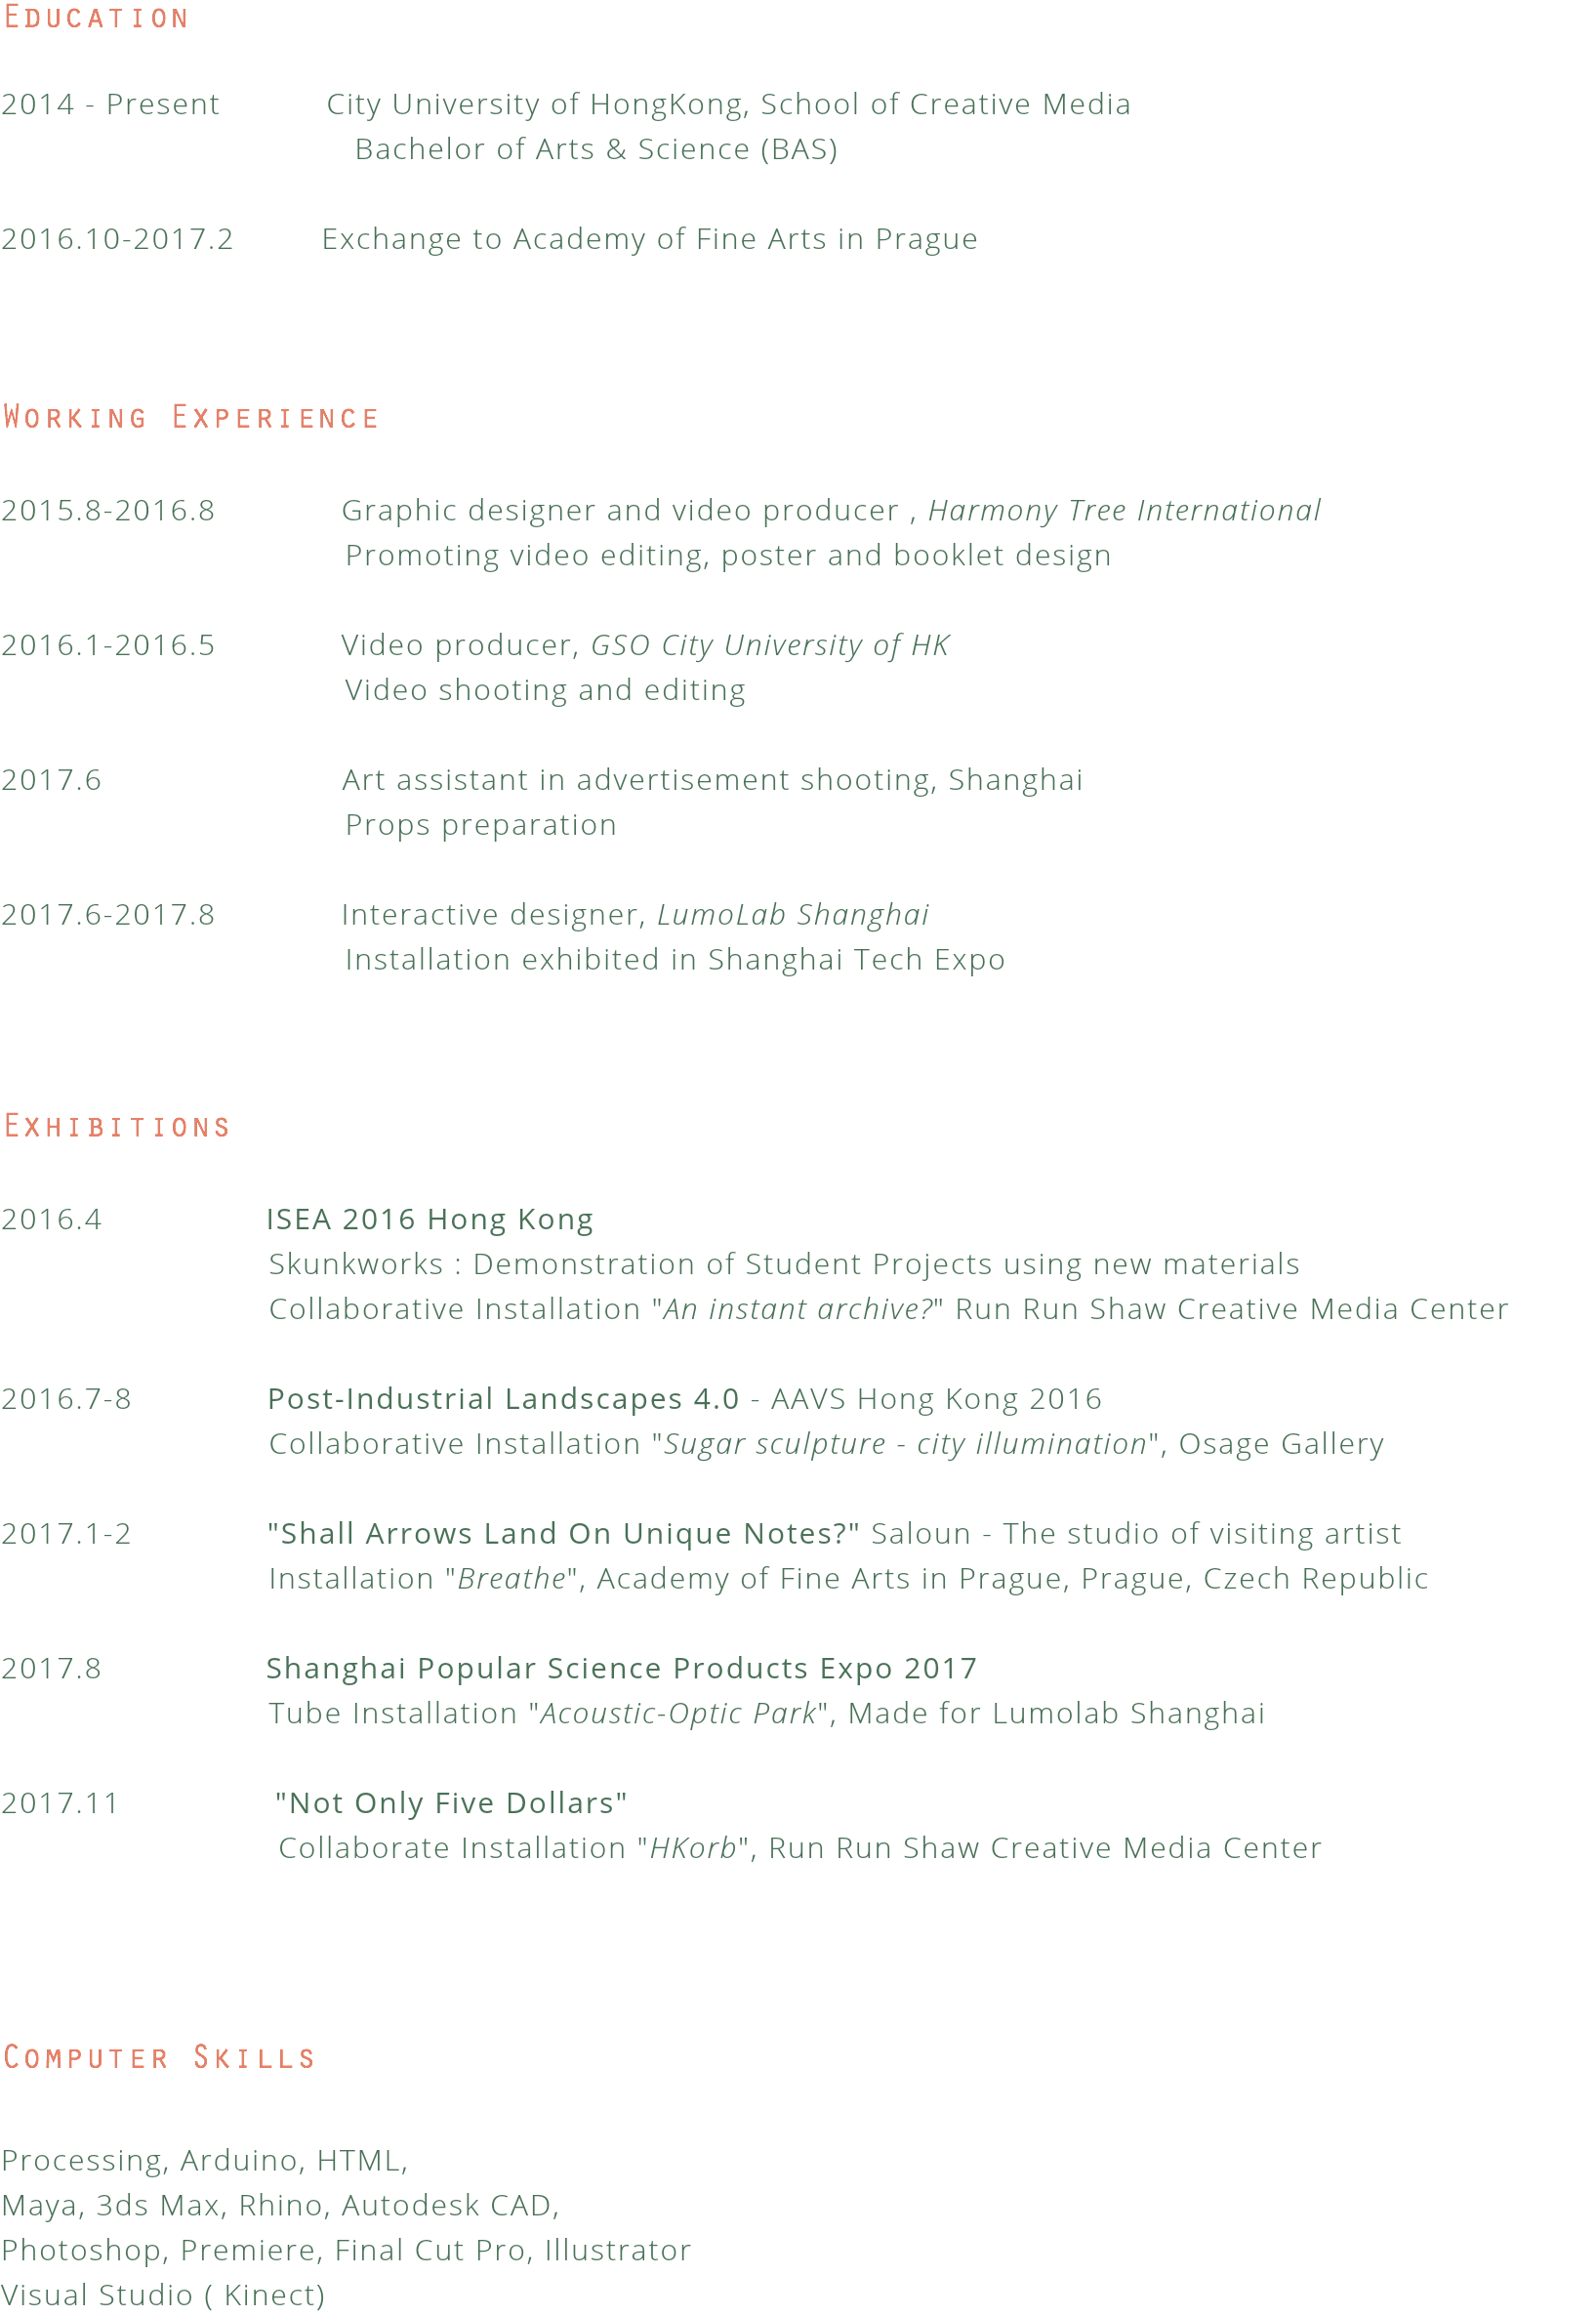 Education
2014 - Present City University of HongKong, School of Creative Media
Bachelor of Arts & Science (BAS)
2016.10-2017.2 Exchange to Academy of Fine Arts in Prague
Working Experience
2015.8-2016.8 Graphic designer and video producer , Harmony Tree International
Promoting video editing, poster and booklet design
2016.1-2016.5 Video producer, GSO City University of HK
Video shooting and editing
2017.6 Art assistant in advertisement shooting, Shanghai
Props preparation
2017.6-2017.8 Interactive designer, LumoLab Shanghai
Installation exhibited in Shanghai Tech Expo
Exhibitions
2016.4 ISEA 2016 Hong Kong
Skunkworks : Demonstration of Student Projects using new materials
Collaborative Installation "An instant archive?" Run Run Shaw Creative Media Center
2016.7-8 Post-Industrial Landscapes 4.0 - AAVS Hong Kong 2016
Collaborative Installation "Sugar sculpture - city illumination", Osage Gallery
2017.1-2 "Shall Arrows Land On Unique Notes?" Saloun - The studio of visiting artist
Installation "Breathe", Academy of Fine Arts in Prague, Prague, Czech Republic
2017.8 Shanghai Popular Science Products Expo 2017
Tube Installation "Acoustic-Optic Park", Made for Lumolab Shanghai
2017.11 "Not Only Five Dollars"
Collaborate Installation "HKorb", Run Run Shaw Creative Media Center
Computer Skills
Processing, Arduino, HTML,
Maya, 3ds Max, Rhino, Autodesk CAD,
Photoshop, Premiere, Final Cut Pro, Illustrator
Visual Studio ( Kinect)